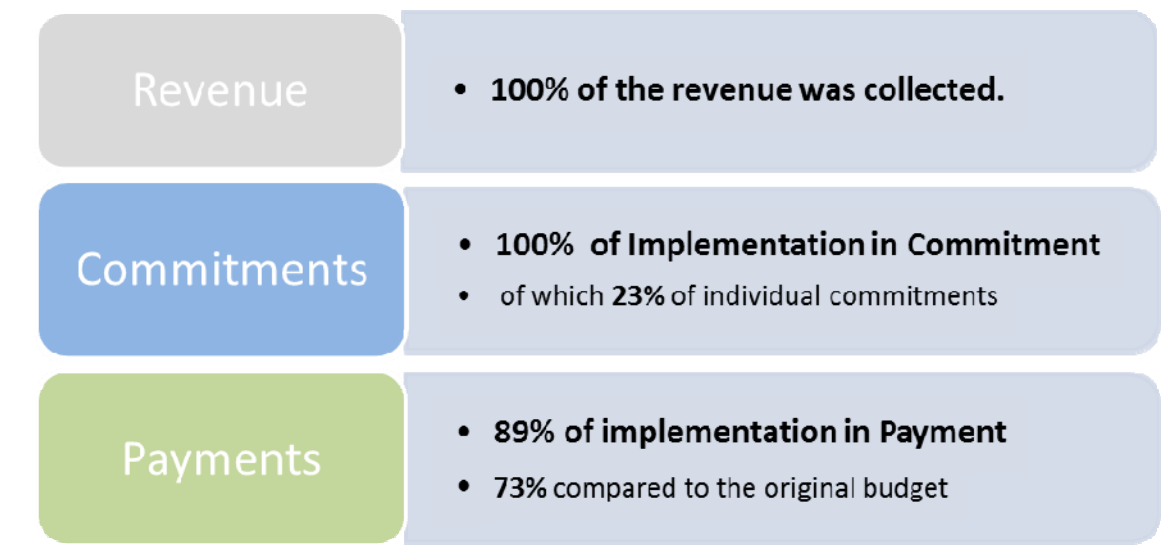 Revenue
• 100% of the revenue was collected.
Commitments
• 100% of Implementation in Commitment
• of which 23% of individual commitments
Payments
• 89% of implementation in Payment
• 73% compared to the original budget